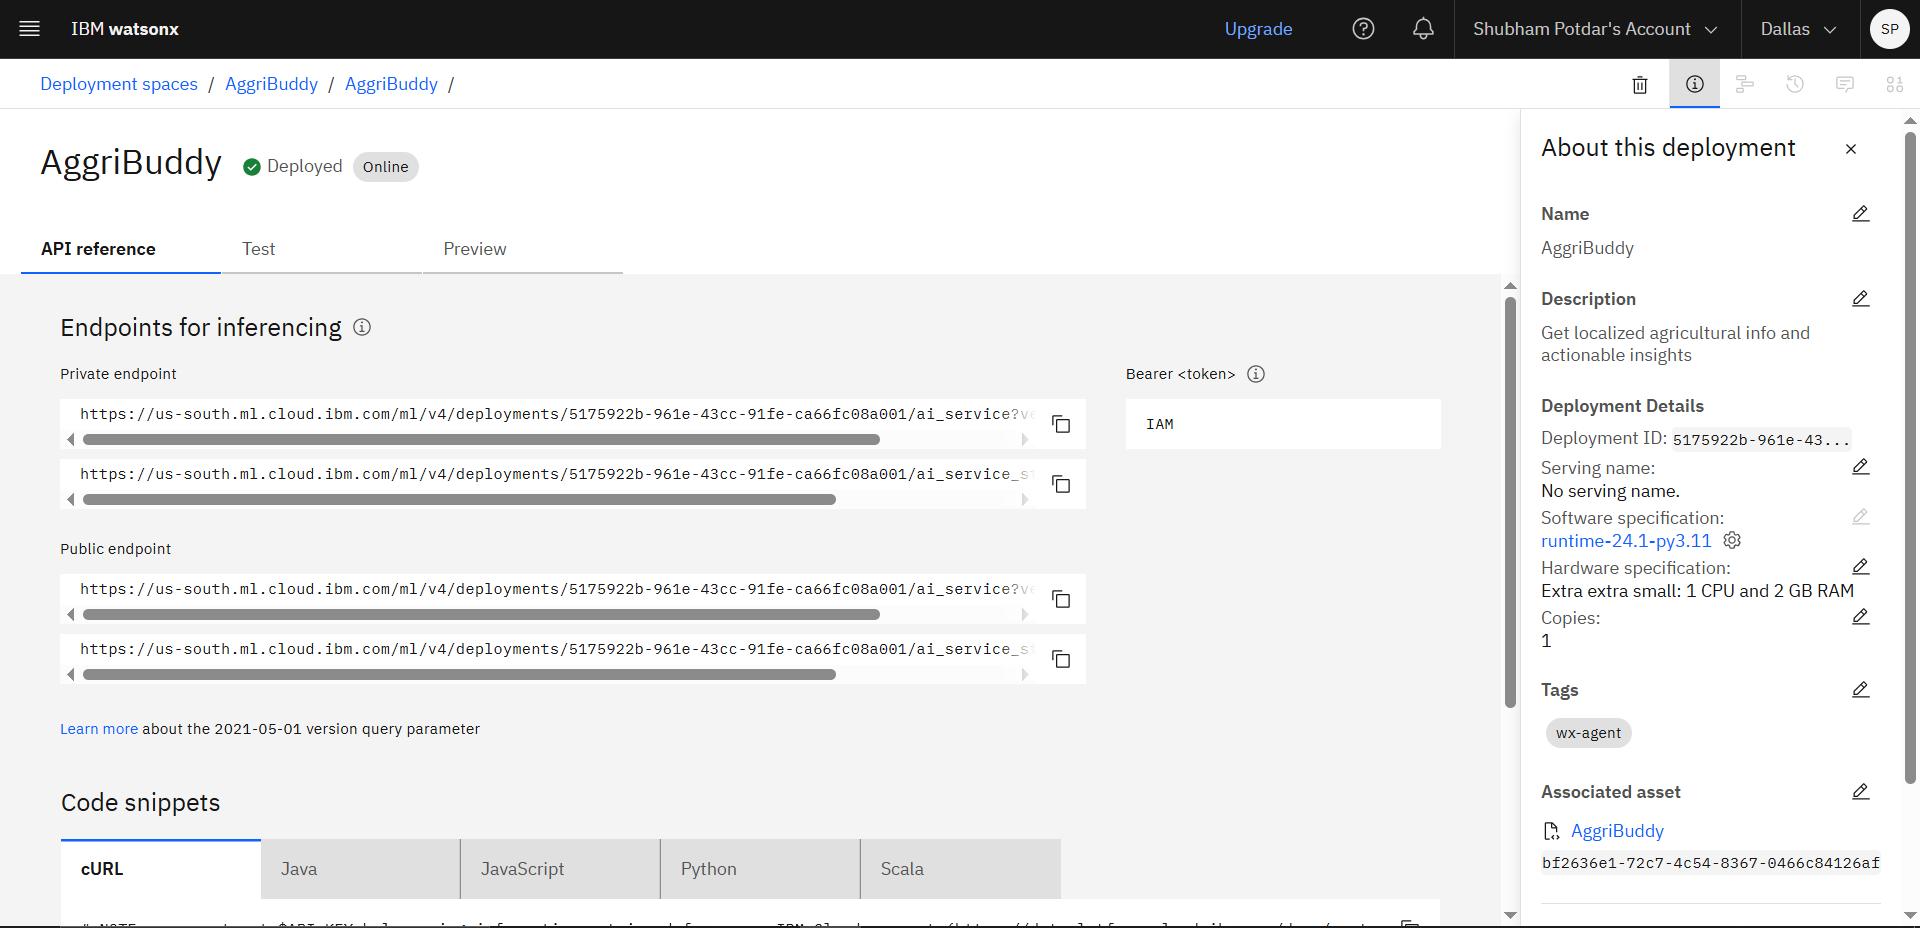 IBM watsonx
Upgrade
Shubham Potdar's Account
Dallas
SP
Deployment spaces / AggriBuddy / AggriBuddy /
AggriBuddy
Deployed
Online
API reference
Test
Preview
Endpoints for inferencing
Private endpoint
https://us-south.ml.cloud.ibm.com/ml/v4/deployments/5175922b-961e-43cc-91fe-ca66fc08a001/ai_service?ve
https://us-south.ml.cloud.ibm.com/ml/v4/deployments/5175922b-961e-43cc-91fe-ca66fc08a001/ai_service_s
Bearer <token>
IAM
Public endpoint
https://us-south.ml.cloud.ibm.com/ml/v4/deployments/5175922b-961e-43cc-91fe-ca66fc08a001/ai_service?ve
https://us-south.ml.cloud.ibm.com/ml/v4/deployments/5175922b-961e-43cc-91fe-ca66fc08a001/ai_service_s
Learn more about the 2021-05-01 version query parameter
Code snippets
cURL
Java
JavaScript
Python
Scala
About this deployment
Name
AggriBuddy
Description
Get localized agricultural info and
actionable insights
Deployment Details
Deployment ID: 5175922b-961e-43...
Serving name:
No serving name.
Software specification:
runtime-24.1-py3.11
Hardware specification:
Extra extra small: 1 CPU and 2 GB RAM
Copies:
1
Tags
wx-agent
Associated asset
AggriBuddy
bf2636e1-72c7-4c54-8367-0466c84126af